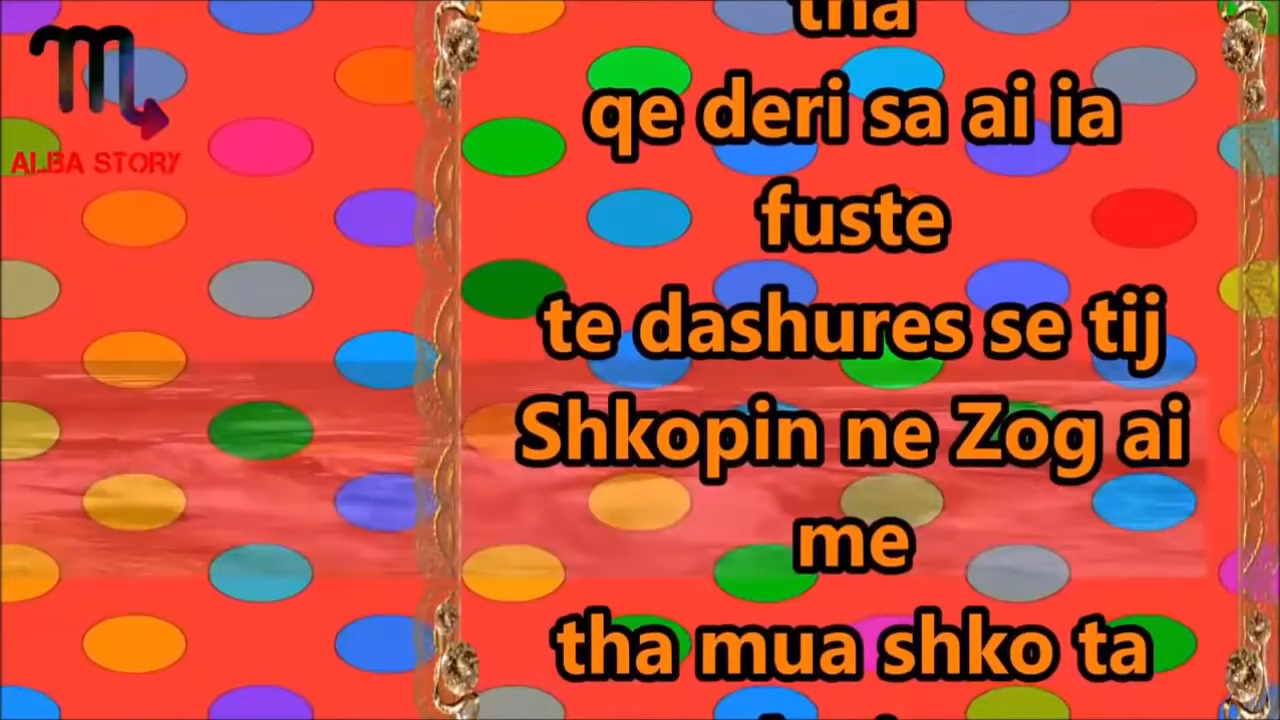 ALBA STORY
tha
qe deri sa ai ia
fuste
te dashures se tij
Shkopin ne Zog ai
me
tha mua shko ta